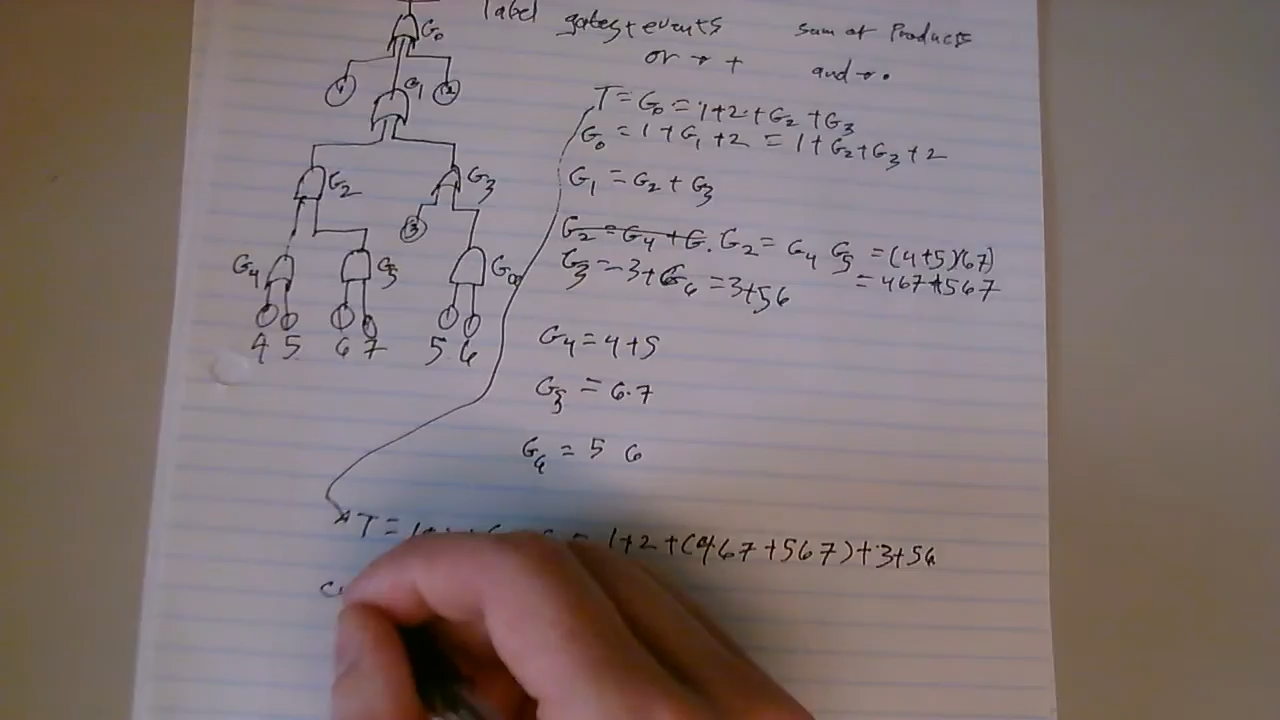 G0
label gates + events sum of Products
or → + and → •
1 G1 2
T = G0 = 1+2+G2+G3
G0 = 1+G1+2 = 1+G2+G3+2
G2 G3
G1 = G2 + G3
3
G2 = G4 + G. G2 = G4 G5 = (4+5)(67)
G4 G5 G6
G3 = 3+G6 = 3+56 = 467+567
4 5 6 7 5 6
G4 = 4+5
G5 = 6.7
G6 = 5 6
T = 1+2+(467+567)+3+56